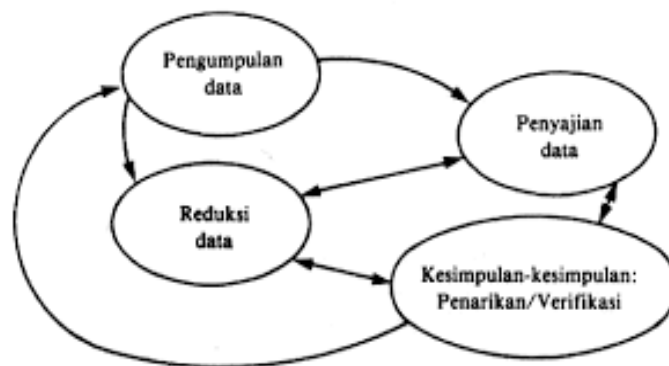 Pengumpulan
data
Penyajian
data
Reduksi
data
Kesimpulan-kesimpulan:
Penarikan/Verifikasi